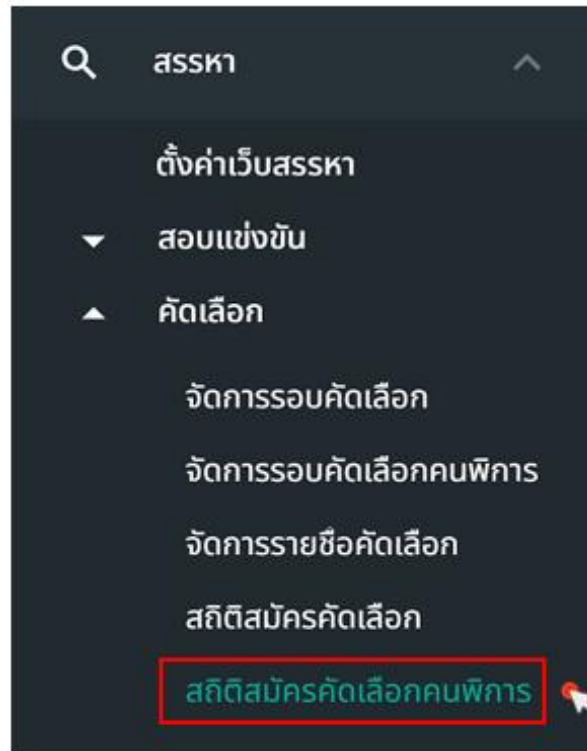 สรรหา
ตั้งค่าเว็บสรรหา
สอบแข่งขัน
คัดเลือก
จัดการรอบคัดเลือก
จัดการรอบคัดเลือกคนพิการ
จัดการรายชื่อคัดเลือก
สถิติสมัครคัดเลือก
สถิติสมัครคัดเลือกคนพิการ